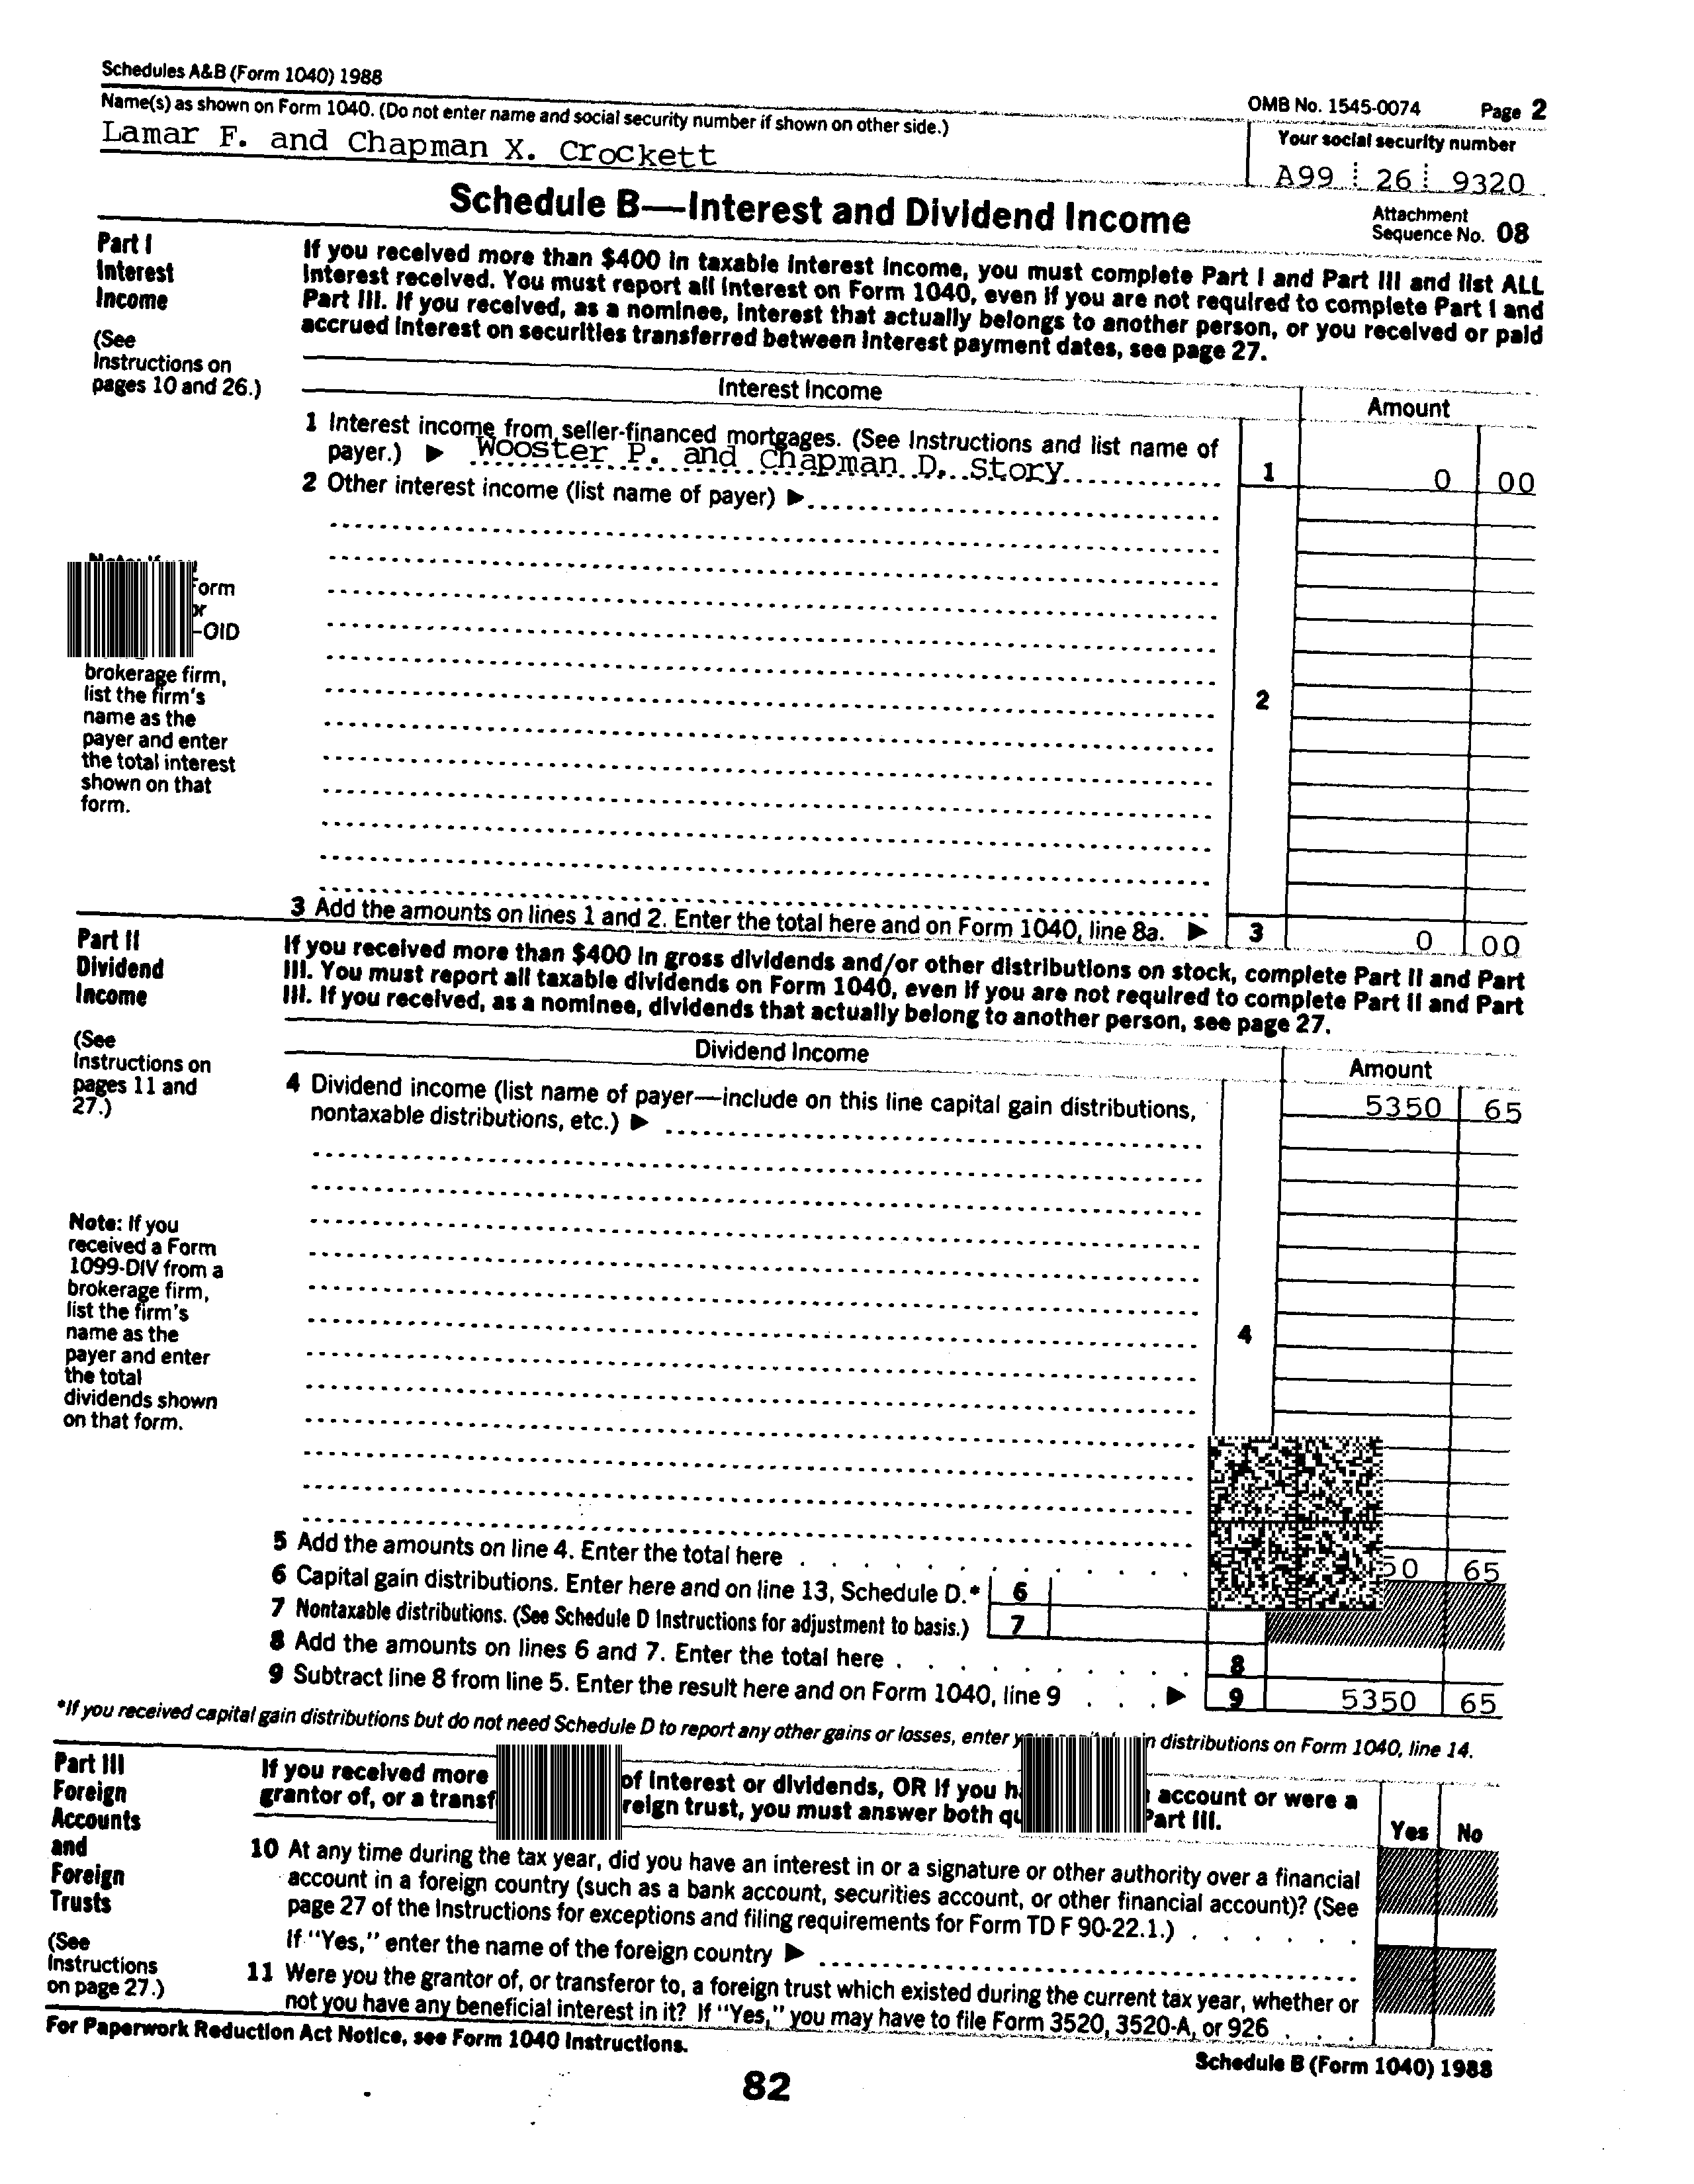 Schedules A&B (Form 1040) 1988
OMB No. 1545-0074 Page 2
Name(s) as shown on Form 1040. (Do not enter name and social security number if shown on other side.)
Your social security number
Lamar F. and Chapman X. Crockett
A99 26 9320
Schedule B—Interest and Dividend Income
Attachment
Sequence No. 08
Part I
Interest
Income
(See
Instructions on
pages 10 and 26.)
If you received more than $400 in taxable interest income, you must complete Part I and Part III and list ALL
interest received. You must report all interest on Form 1040, even if you are not required to complete Part I and
Part III. If you received, as a nominee, interest that actually belongs to another person, or you received or paid
accrued interest on securities transferred between interest payment dates, see page 27.
Interest Income
Amount
1 Interest income from seller-financed mortgages. (See Instructions and list name of
payer.) ▶ Wooster P. and Chapman D. Story
1 0 00
2 Other interest income (list name of payer) ▶
-OID
brokerage firm,
list the firm's
name as the
payer and enter
the total interest
shown on that
form.
2
3 Add the amounts on lines 1 and 2. Enter the total here and on Form 1040, line 8a. ▶ 3 0 00
Part II
Dividend
Income
(See
Instructions on
pages 11 and
27.)
If you received more than $400 in gross dividends and/or other distributions on stock, complete Part II and Part
III. You must report all taxable dividends on Form 1040, even if you are not required to complete Part II and Part
III. If you received, as a nominee, dividends that actually belong to another person, see page 27.
Dividend Income
Amount
4 Dividend income (list name of payer—include on this line capital gain distributions,
nontaxable distributions, etc.) ▶
5350 65
Note: If you
received a Form
1099-DIV from a
brokerage firm,
list the firm's
name as the
payer and enter
the total
dividends shown
on that form.
4
5 Add the amounts on line 4. Enter the total here
50 65
6 Capital gain distributions. Enter here and on line 13, Schedule D.* 6
7 Nontaxable distributions. (See Schedule D Instructions for adjustment to basis.) 7
8 Add the amounts on lines 6 and 7. Enter the total here 8
9 Subtract line 8 from line 5. Enter the result here and on Form 1040, line 9 ▶ 9 5350 65
*If you received capital gain distributions but do not need Schedule D to report any other gains or losses, enter distributions on Form 1040, line 14.
Part III
Foreign
Accounts
and
Foreign
Trusts
(See
Instructions
on page 27.)
If you received more of interest or dividends, OR if you account or were a
grantor of, or a trust, you must answer both Part III.
Yes No
10 At any time during the tax year, did you have an interest in or a signature or other authority over a financial
account in a foreign country (such as a bank account, securities account, or other financial account)? (See
page 27 of the Instructions for exceptions and filing requirements for Form TD F 90-22.1.)
If "Yes," enter the name of the foreign country ▶
11 Were you the grantor of, or transferor to, a foreign trust which existed during the current tax year, whether or
not you have any beneficial interest in it? If "Yes," you may have to file Form 3520, 3520-A, or 926
For Paperwork Reduction Act Notice, see Form 1040 Instructions.
Schedule B (Form 1040) 1988
82